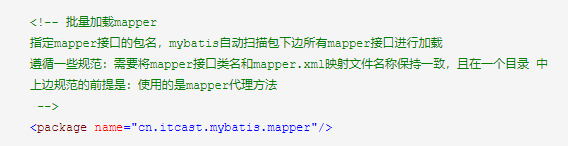 <!-- 批量加载mapper
指定mapper接口的包名，mybatis自动扫描包下边所有mapper接口进行加载
遵循一些规范：需要将mapper接口类名和mapper.xml映射文件名称保持一致，且在一个目录 中
上边规范的前提是：使用的是mapper代理方法
-->
<package name="cn.itcast.mybatis.mapper"/>